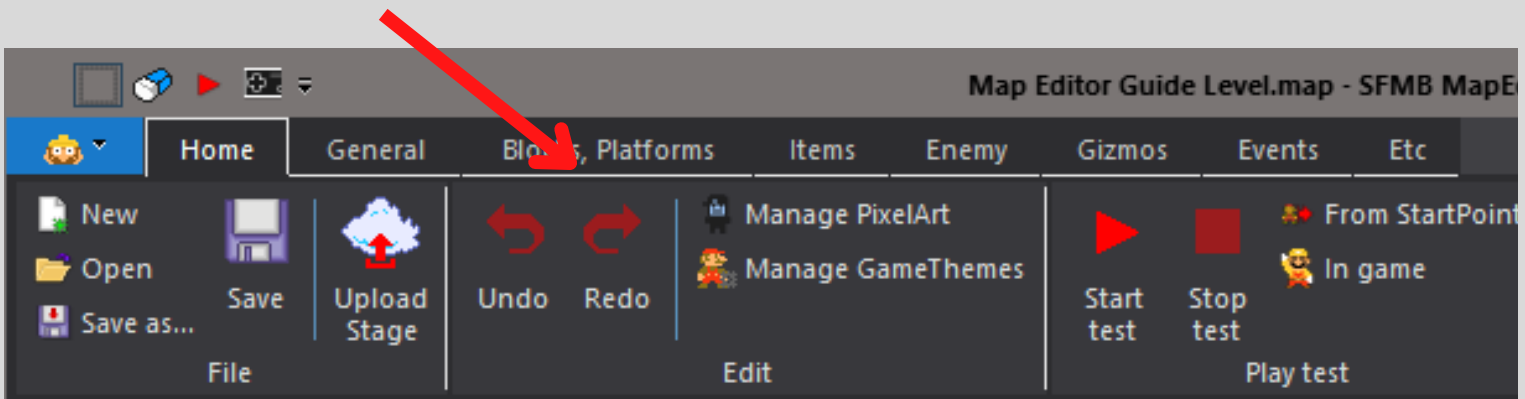 Map Editor Guide Level.map - SFMB MapE
Home General Blocks, Platforms Items Enemy Gizmos Events Etc
New
Open
Save as...
Save
Upload
Stage
File
Undo Redo
Manage PixelArt
Manage GameThemes
Edit
Start
test
Stop
test
From StartPoint
In game
Play test